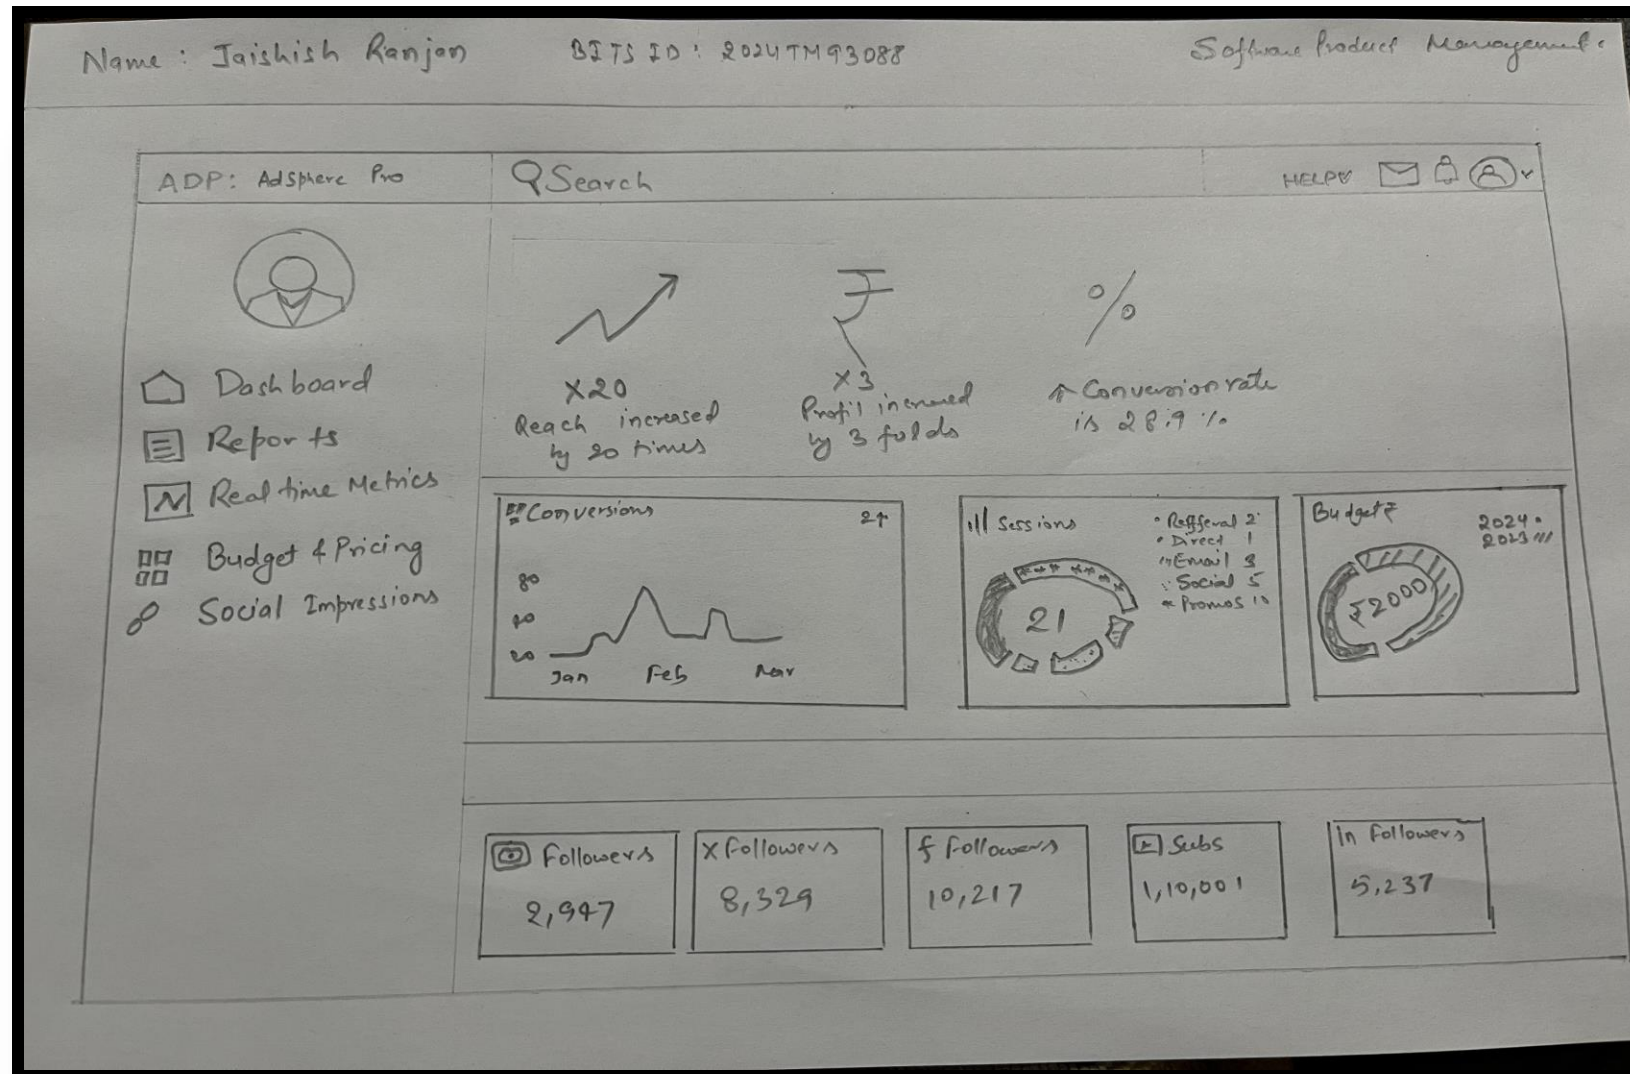 Name : Jaishish Ranjan BITS ID : 2024TM93088 Software Product Management
ADP: AdSphere Pro Search HELP
Dashboard
Reports
Real time Metrics
Budget & Pricing
Social Impressions
X20
Reach increased
by 20 times
X3
Profit increased
by 3 folds
↑ Conversion rate
is 28.9 %
Conversions 2↑
80
20
Jan Feb Mar
Sessions
Refferal 2
Direct 1
Email 3
Social 5
Promos 10
21
Budget ₹
2024
2023
₹2000
Followers
2,947
X Followers
8,329
f Followers
10,217
Subs
1,10,001
in Followers
5,237